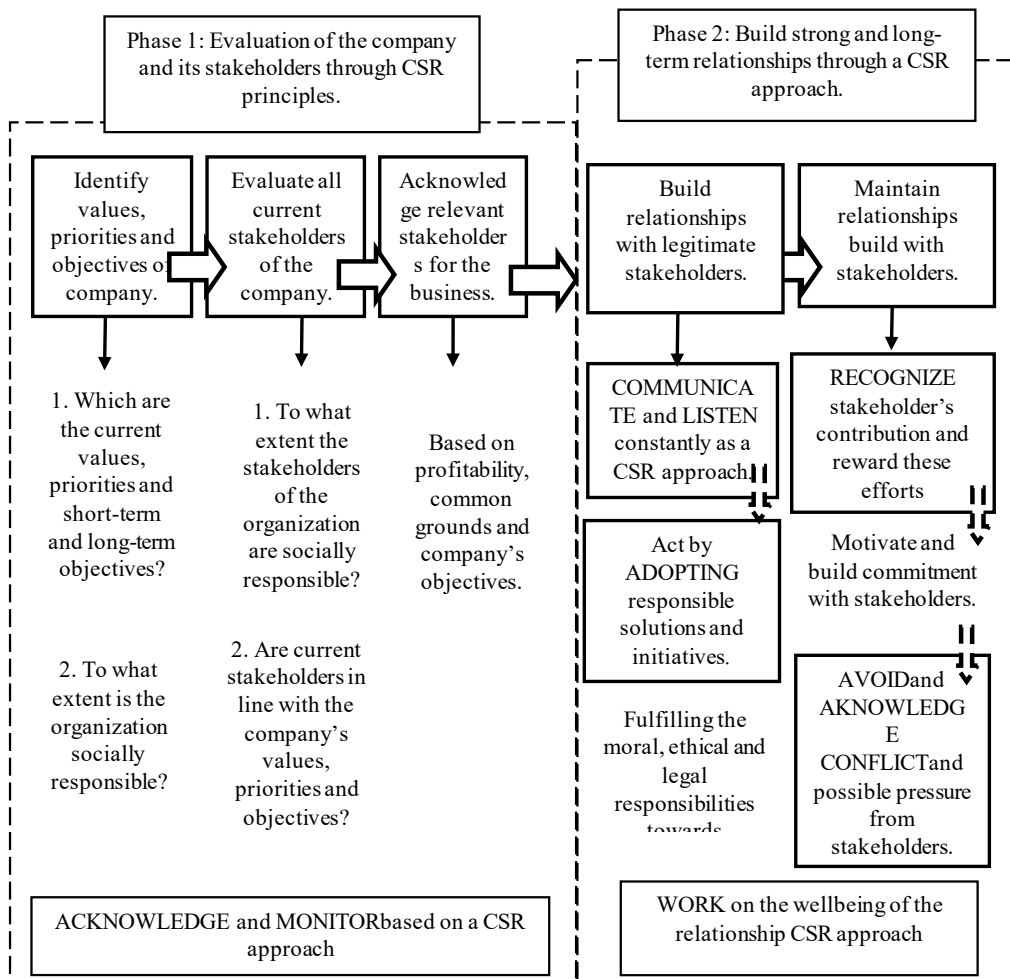 Phase 1: Evaluation of the company
and its stakeholders through CSR
principles.
Phase 2: Build strong and long-
term relationships through a CSR
approach.
Identify
values,
priorities and
objectives of
company.
Evaluate all
current
stakeholders
of the
company.
Acknowled
ge relevant
stakeholder
s for the
business.
Build
relationships
with legitimate
stakeholders.
Maintain
relationships
build with
stakeholders.
1. Which are
the current
values,
priorities and
short-term
and long-term
objectives?
2. To what
extent is the
organization
socially
responsible?
1. To what
extent the
stakeholders
of the
organization
are socially
responsible?
2. Are current
stakeholders in
line with the
company's
values,
priorities and
objectives?
Based on
profitability,
common
grounds and
company's
objectives.
COMMUNICA
TE and LISTEN
constantly as a
CSR approach.
Act by
ADOPTING
responsible
solutions and
initiatives.
Fulfilling the
moral, ethical and
legal
responsibilities
towards
RECOGNIZE
stakeholder's
contribution and
reward these
efforts
Motivate and
build commitment
with stakeholders.
AVOIDand
AKNOWLEDG
E
CONFLICTand
possible pressure
from
stakeholders.
ACKNOWLEDGE and MONITORbased on a CSR
approach
WORK on the wellbeing of the
relationship CSR approach